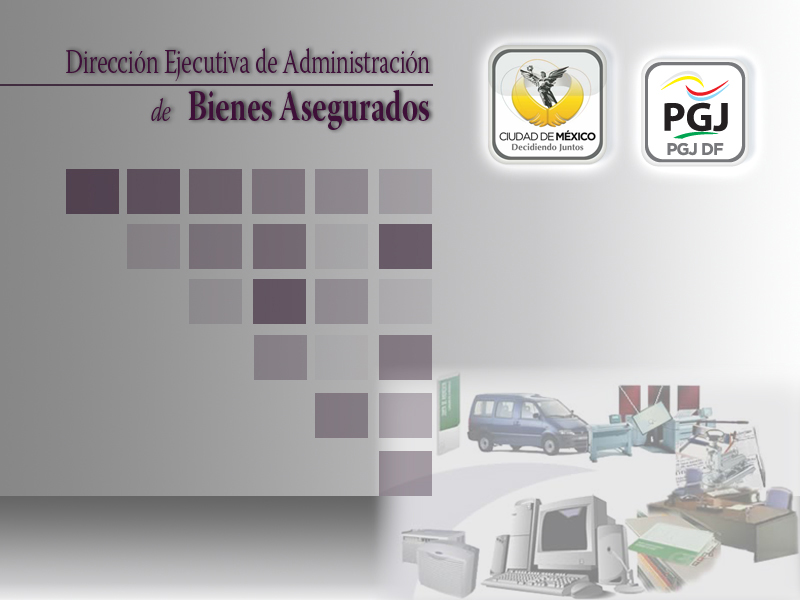 Dirección Ejecutiva de Administración
de Bienes Asegurados
CIUDAD DE MÉXICO
Decidiendo Juntos
PGJ
PGJ DF